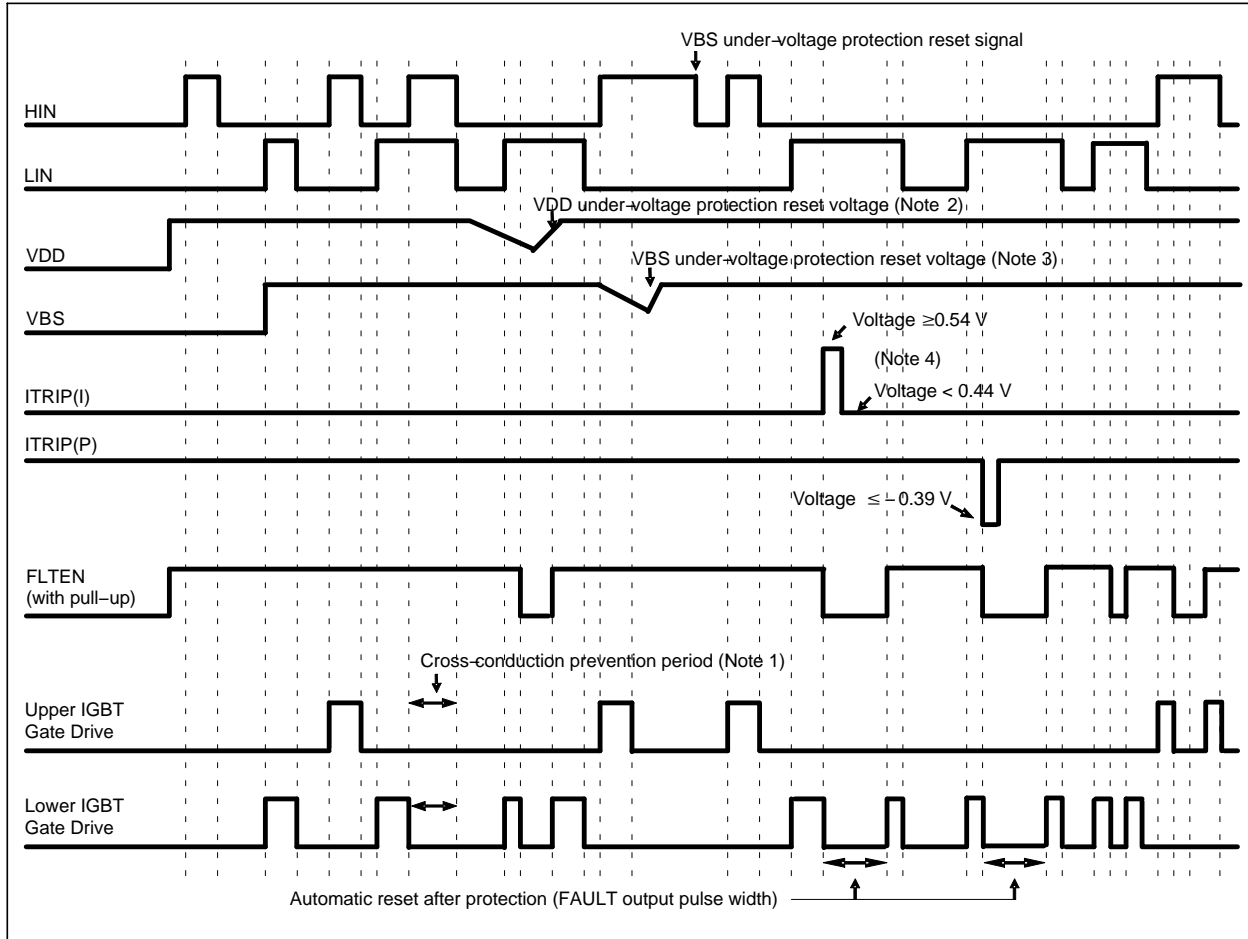 VBS under-voltage protection reset signal
HIN
LIN
VDD under-voltage protection reset voltage (Note 2)
VDD
VBS under-voltage protection reset voltage (Note 3)
VBS
Voltage ≥0.54 V
(Note 4)
Voltage < 0.44 V
ITRIP(I)
ITRIP(P)
Voltage ≤ −0.39 V
FLTEN
(with pull-up)
Cross-conduction prevention period (Note 1)
Upper IGBT
Gate Drive
Lower IGBT
Gate Drive
Automatic reset after protection (FAULT output pulse width)